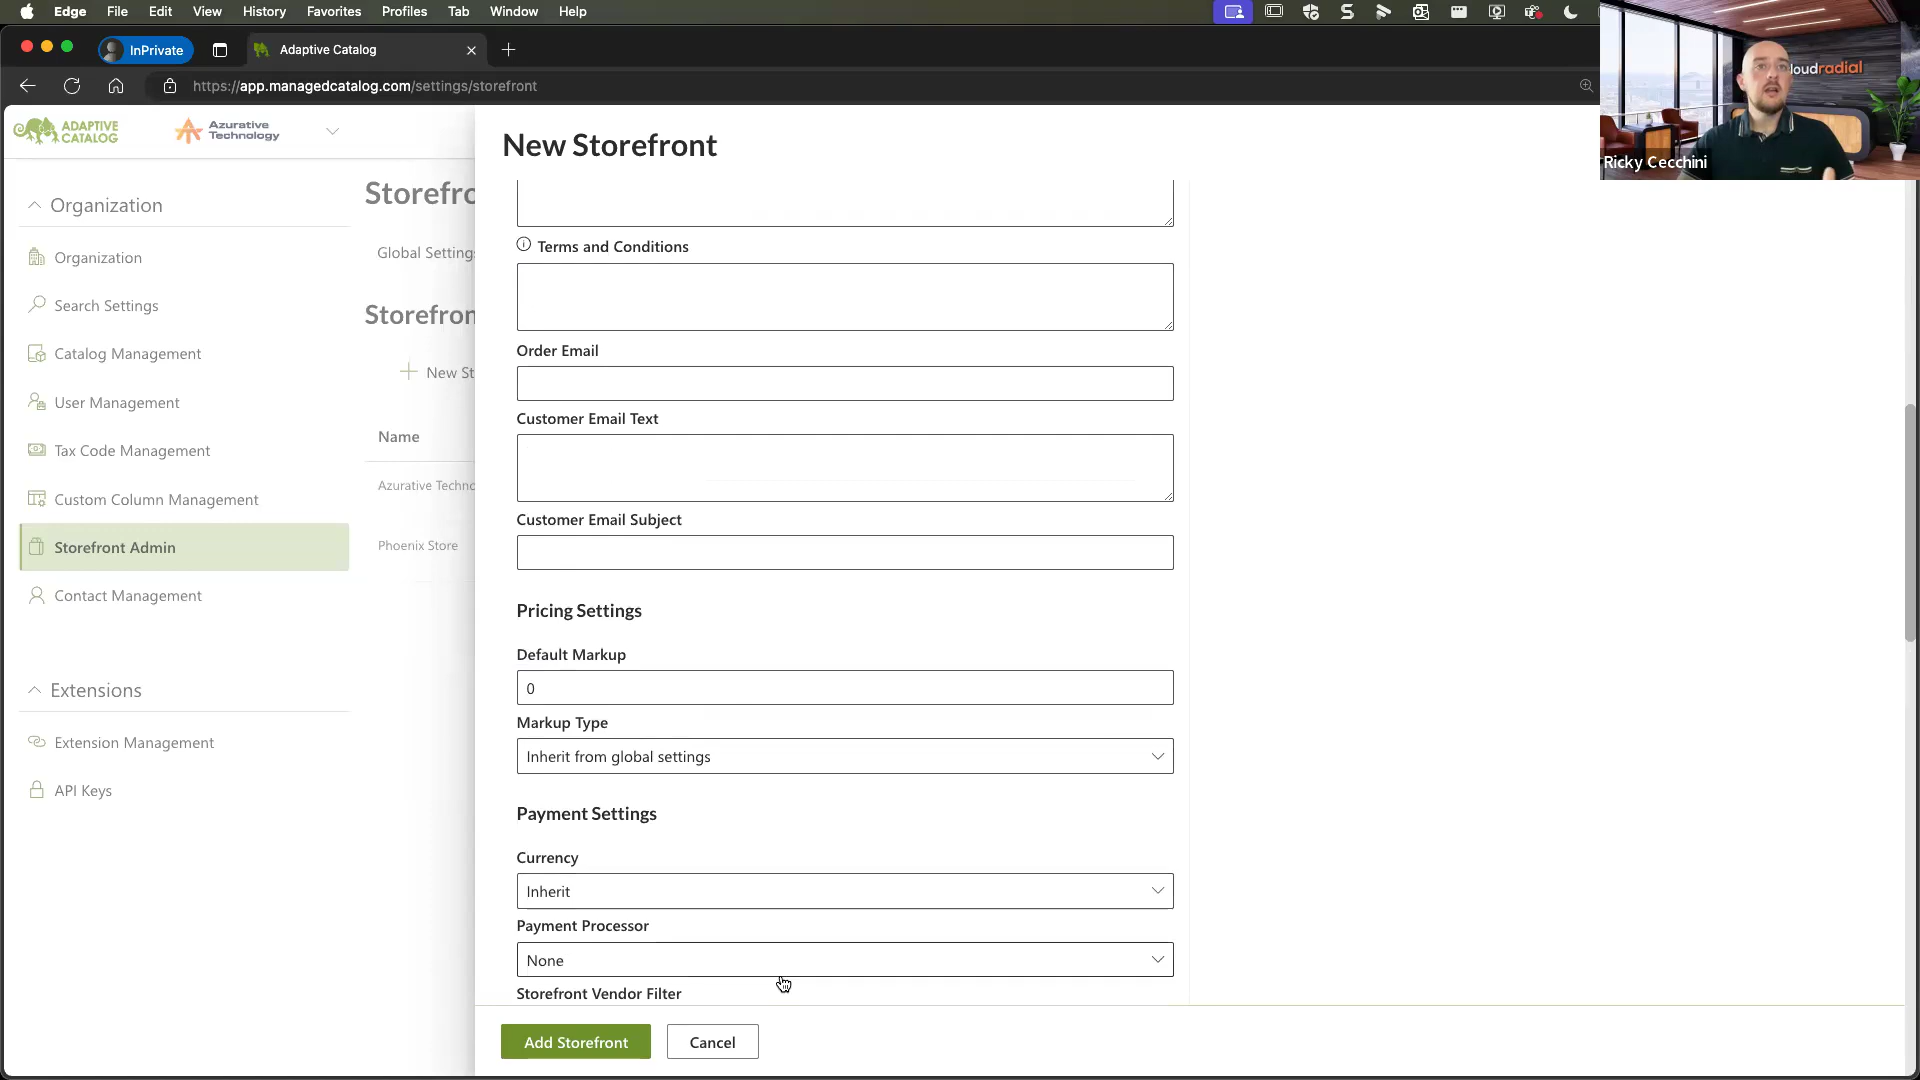 Edge File Edit View History Favorites Profiles Tab Window Help
InPrivate
Adaptive Catalog
https://app.managedcatalog.com/settings/storefront
loudradial
Ricky Cecchini
ADAPTIVE
CATALOG
Azurative
Technology
Organization
Organization
Search Settings
Catalog Management
User Management
Tax Code Management
Custom Column Management
Storefront Admin
Contact Management
Extensions
Extension Management
API Keys
Storefro
Global Setting
Storefron
New St
Name
Azurative Techno
Phoenix Store
New Storefront
Terms and Conditions
Order Email
Customer Email Text
Customer Email Subject
Pricing Settings
Default Markup
0
Markup Type
Inherit from global settings
Payment Settings
Currency
Inherit
Payment Processor
None
Storefront Vendor Filter
Add Storefront
Cancel